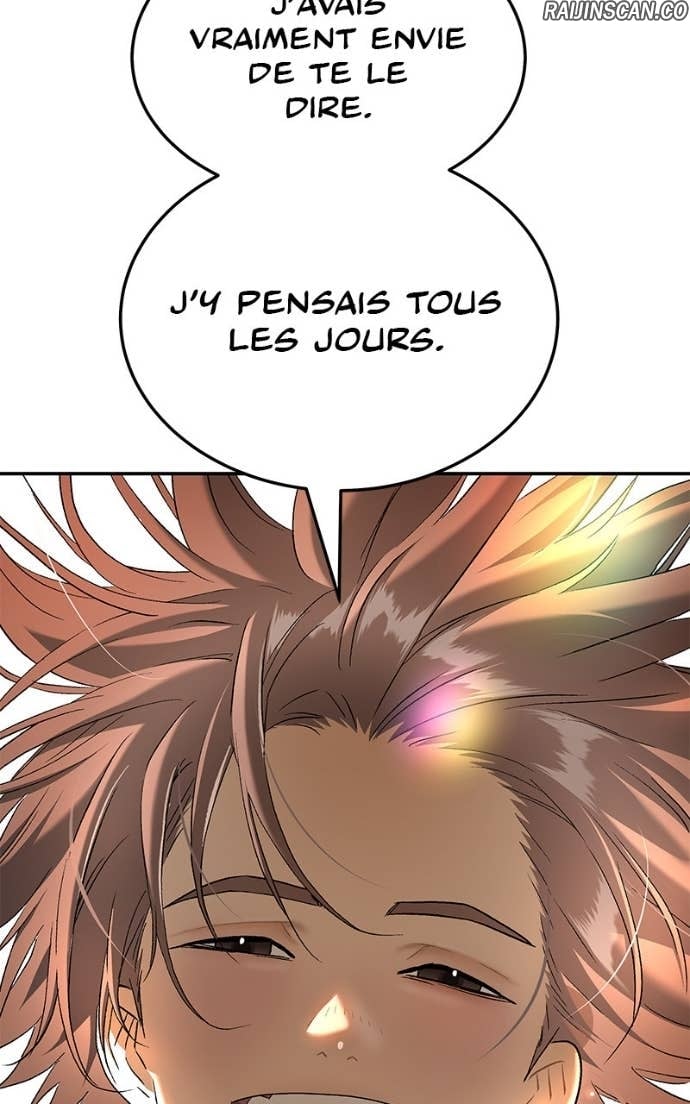 RAIJINSCAN.CO
J'AVAIS
VRAIMENT ENVIE
DE TE LE
DIRE.
J'Y PENSAIS TOUS
LES JOURS.